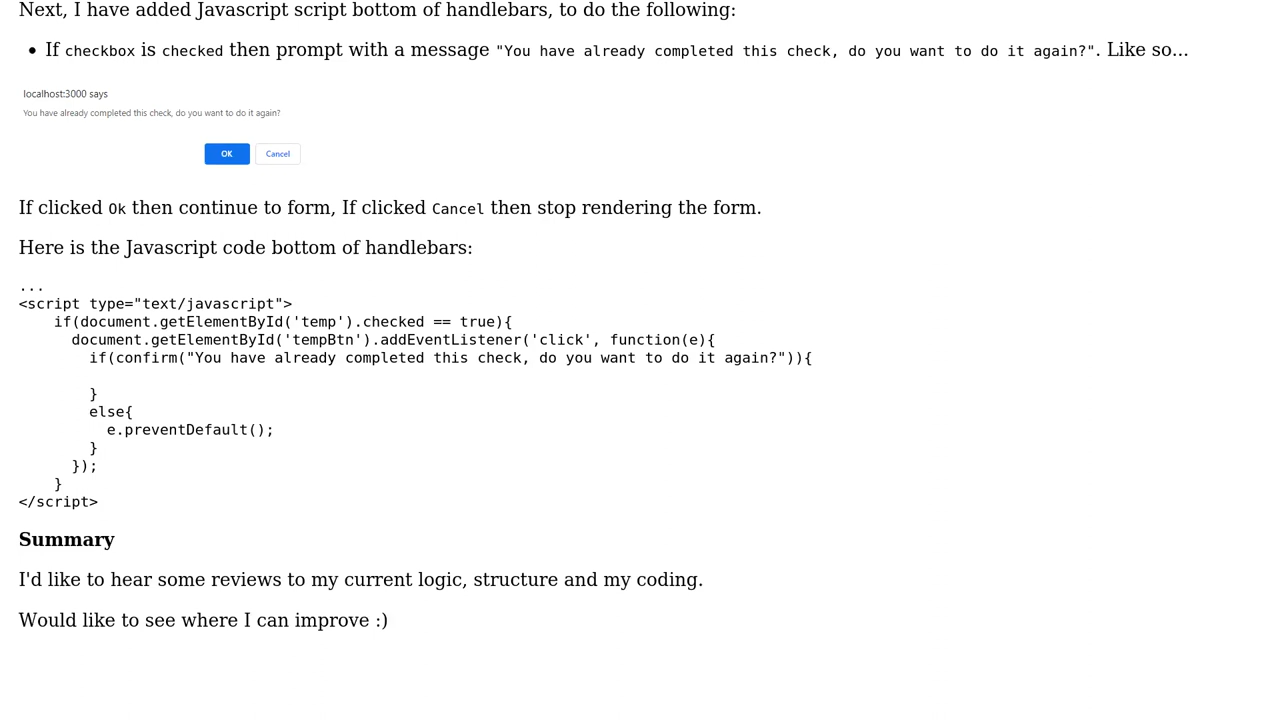 Next, I have added Javascript script bottom of handlebars, to do the following:
• If checkbox is checked then prompt with a message "You have already completed this check, do you want to do it again?". Like so...
localhost:3000 says
You have already completed this check, do you want to do it again?
OK Cancel
If clicked Ok then continue to form, If clicked Cancel then stop rendering the form.
Here is the Javascript code bottom of handlebars:
...
<script type="text/javascript">
    if(document.getElementById('temp').checked == true){
      document.getElementById('tempBtn').addEventListener('click', function(e){
        if(confirm("You have already completed this check, do you want to do it again?")){
        }
        else{
          e.preventDefault();
        }
      });
    }
</script>
Summary
I'd like to hear some reviews to my current logic, structure and my coding.
Would like to see where I can improve :)